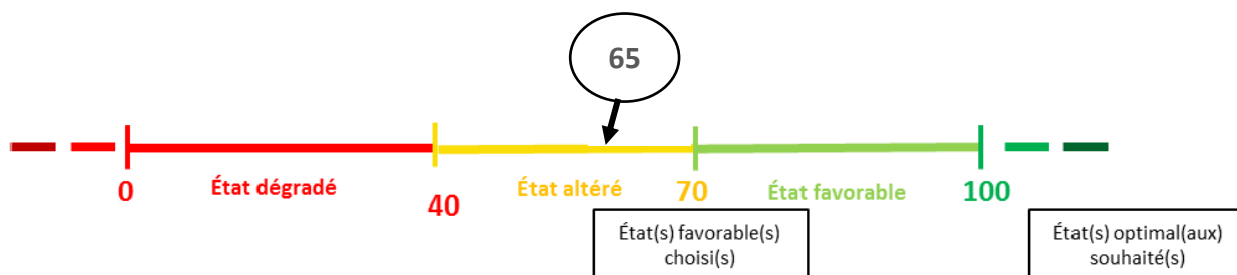 65
0
État dégradé
40
État altéré
70
État favorable
100
État(s) favorable(s)
choisi(s)
État(s) optimal(aux)
souhaité(s)